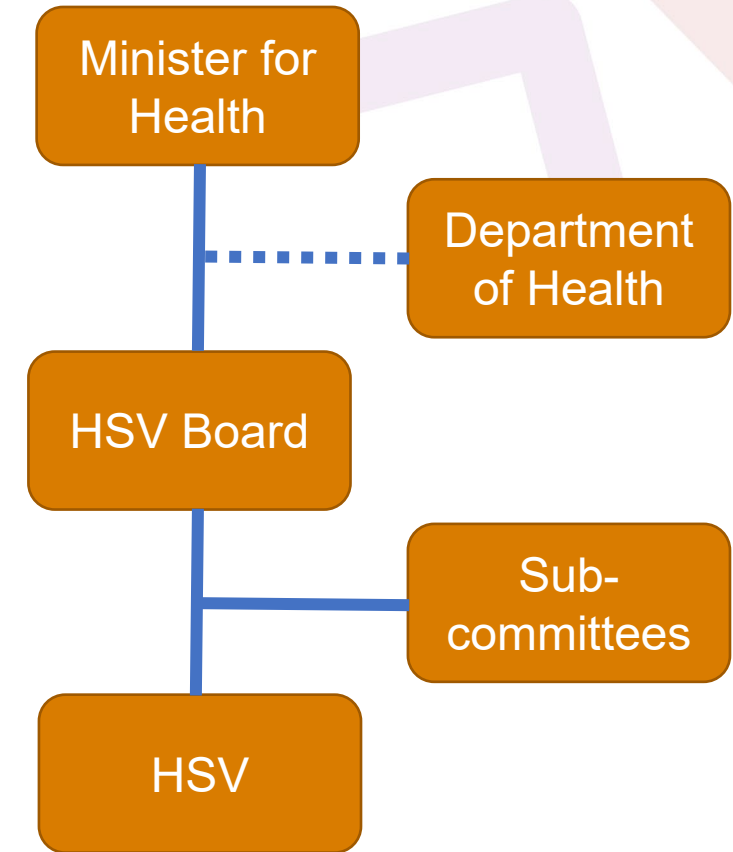 Minister for
Health
Department
of Health
HSV Board
Sub-
committees
HSV